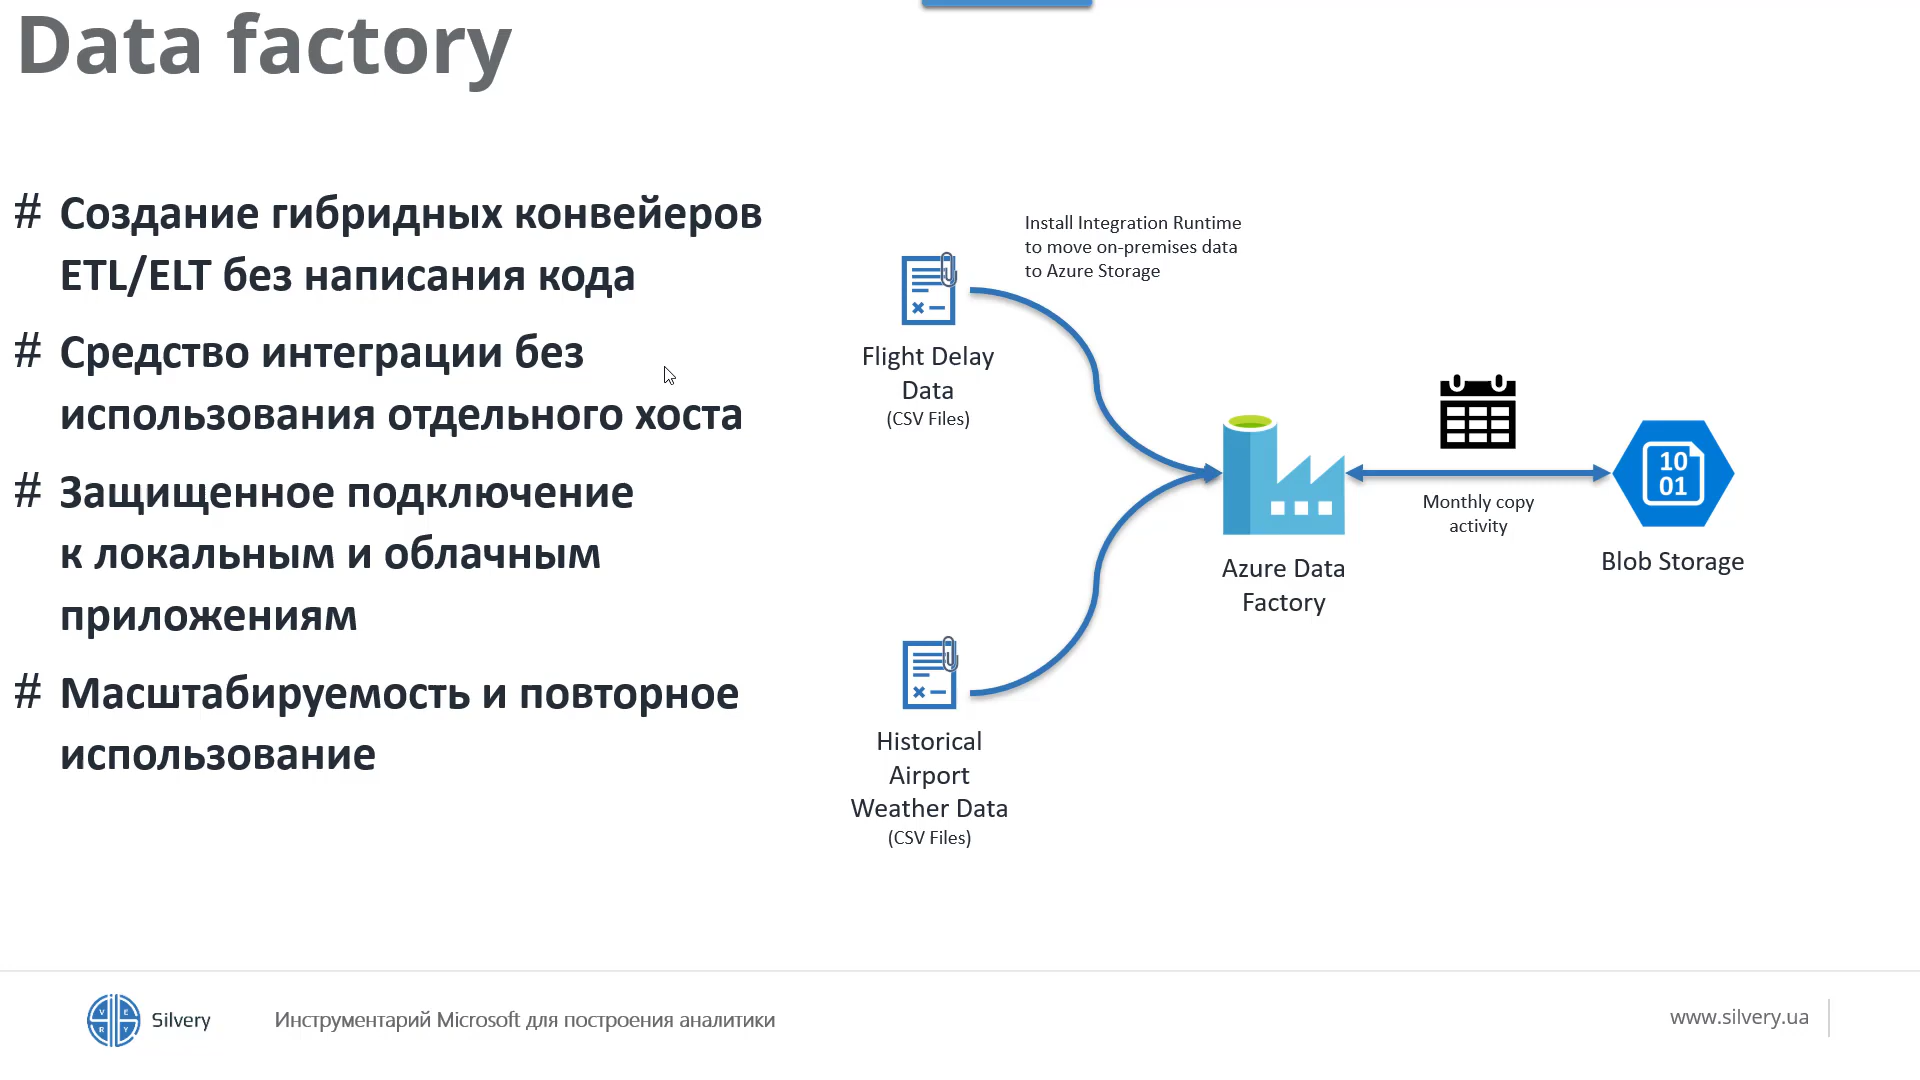 Data factory
# Создание гибридных конвейеров
ETL/ELT без написания кода
# Средство интеграции без
использования отдельного хоста
# Защищенное подключение
к локальным и облачным
приложениям
# Масштабируемость и повторное
использование
Install Integration Runtime
to move on-premises data
to Azure Storage
Flight Delay
Data
(CSV Files)
Historical
Airport
Weather Data
(CSV Files)
Azure Data
Factory
Monthly copy
activity
10
01
Blob Storage
V E
R Y
Silvery
Инструментарий Microsoft для построения аналитики
www.silvery.ua